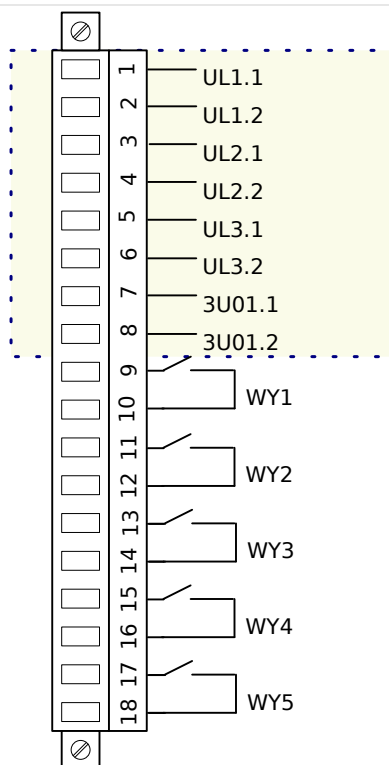 1 UL1.1
2 UL1.2
3 UL2.1
4 UL2.2
5 UL3.1
6 UL3.2
7 3U01.1
8 3U01.2
9
10 WY1
11
12 WY2
13
14 WY3
15
16 WY4
17
18 WY5